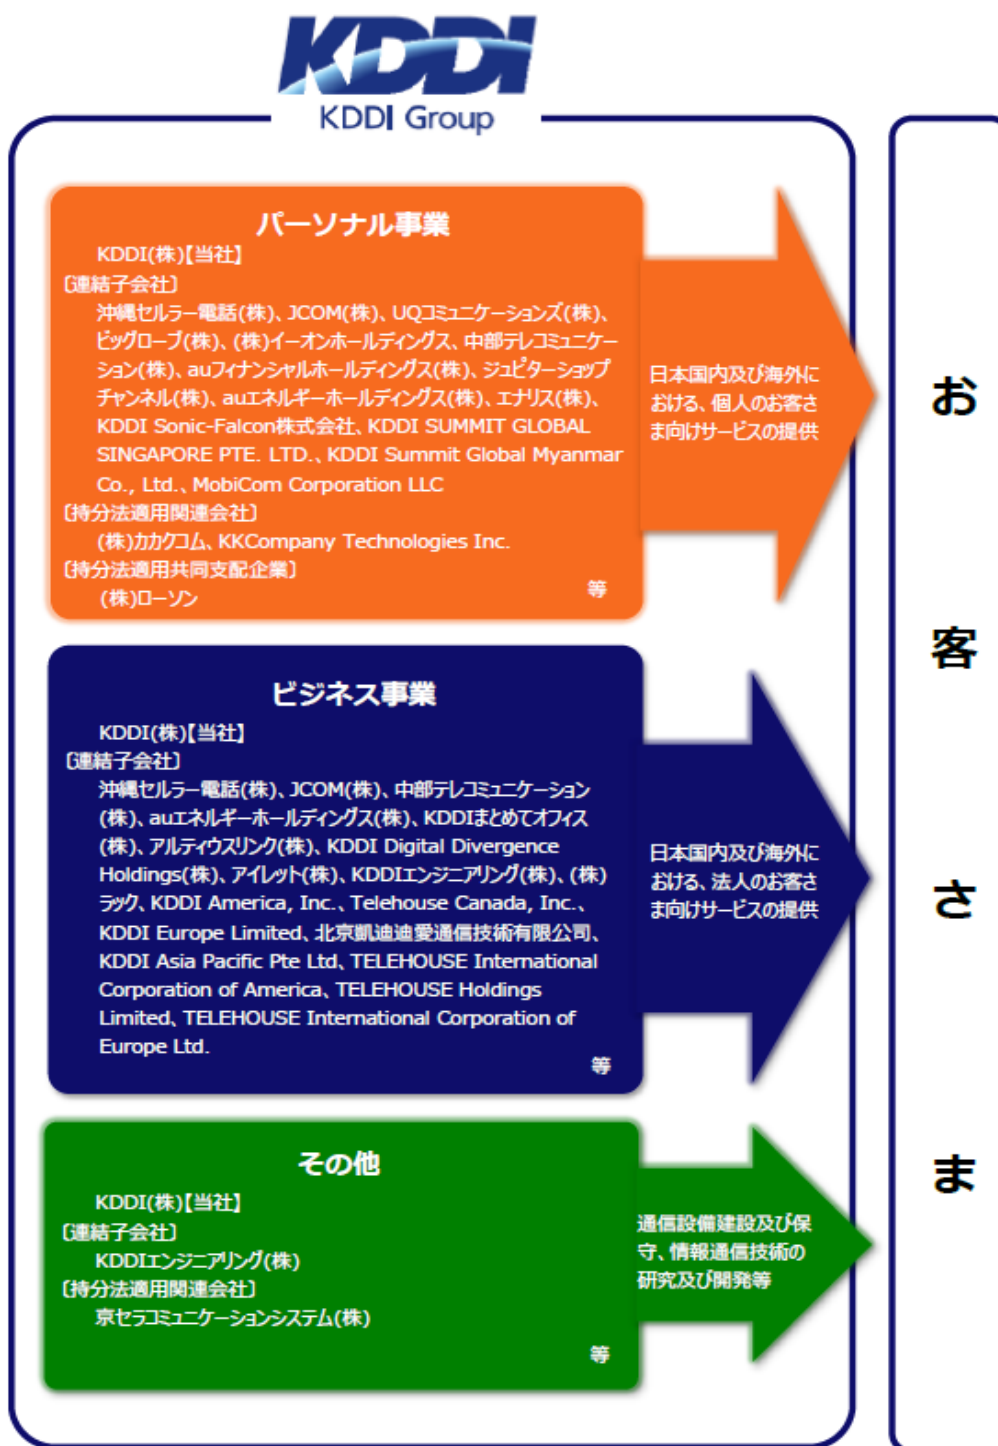 KDDI
KDDI Group
パーソナル事業
KDDI(株)【当社】
〔連結子会社〕
沖縄セルラー電話(株)、JCOM(株)、UQコミュニケーションズ(株)、
ビッグローブ(株)、(株)イーオンホールディングス、中部テレコミュニケー
ション(株)、auフィナンシャルホールディングス(株)、ジュピターショップ
チャンネル(株)、auエネルギーホールディングス(株)、エナリス(株)、
KDDI Sonic-Falcon株式会社、KDDI SUMMIT GLOBAL
SINGAPORE PTE. LTD.、KDDI Summit Global Myanmar
Co., Ltd.、MobiCom Corporation LLC
〔持分法適用関連会社〕
(株)カカクコム、KKCompany Technologies Inc.
〔持分法適用共同支配企業〕
(株)ローソン
等
日本国内及び海外に
おける、個人のお客さ
ま向けサービスの提供
ビジネス事業
KDDI(株)【当社】
〔連結子会社〕
沖縄セルラー電話(株)、JCOM(株)、中部テレコミュニケーション
(株)、auエネルギーホールディングス(株)、KDDIまとめてオフィス
(株)、アルティウスリンク(株)、KDDI Digital Divergence
Holdings(株)、アイレット(株)、KDDIエンジニアリング(株)、(株)
ラック、KDDI America, Inc.、Telehouse Canada, Inc.、
KDDI Europe Limited、北京凱迪迪愛通信技術有限公司、
KDDI Asia Pacific Pte Ltd、TELEHOUSE International
Corporation of America、TELEHOUSE Holdings
Limited、TELEHOUSE International Corporation of
Europe Ltd.
等
日本国内及び海外に
おける、法人のお客さ
ま向けサービスの提供
その他
KDDI(株)【当社】
〔連結子会社〕
KDDIエンジニアリング(株)
〔持分法適用関連会社〕
京セラコミュニケーションシステム(株)
等
通信設備建設及び保
守、情報通信技術の
研究及び開発等
お
客
さ
ま